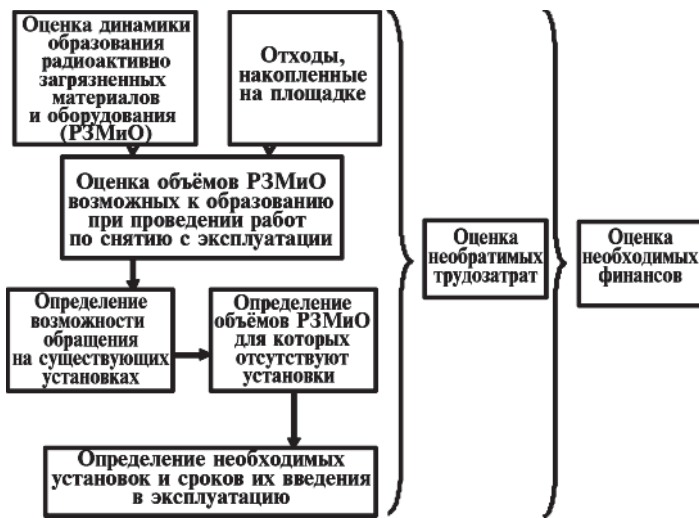 Оценка динамики
образования
радиоактивно
загрязненных
материалов
и оборудования
(РЗМиО)
Отходы,
накопленные
на площадке
Оценка объёмов РЗМиО
возможных к образованию
при проведении работ
по снятию с эксплуатации
Определение
возможности
обращения
на существующих
установках
Определение
объёмов РЗМиО
для которых
отсутствуют
установки
Определение необходимых
установок и сроков их введения
в эксплуатацию
Оценка
необратимых
трудозатрат
Оценка
необходимых
финансов